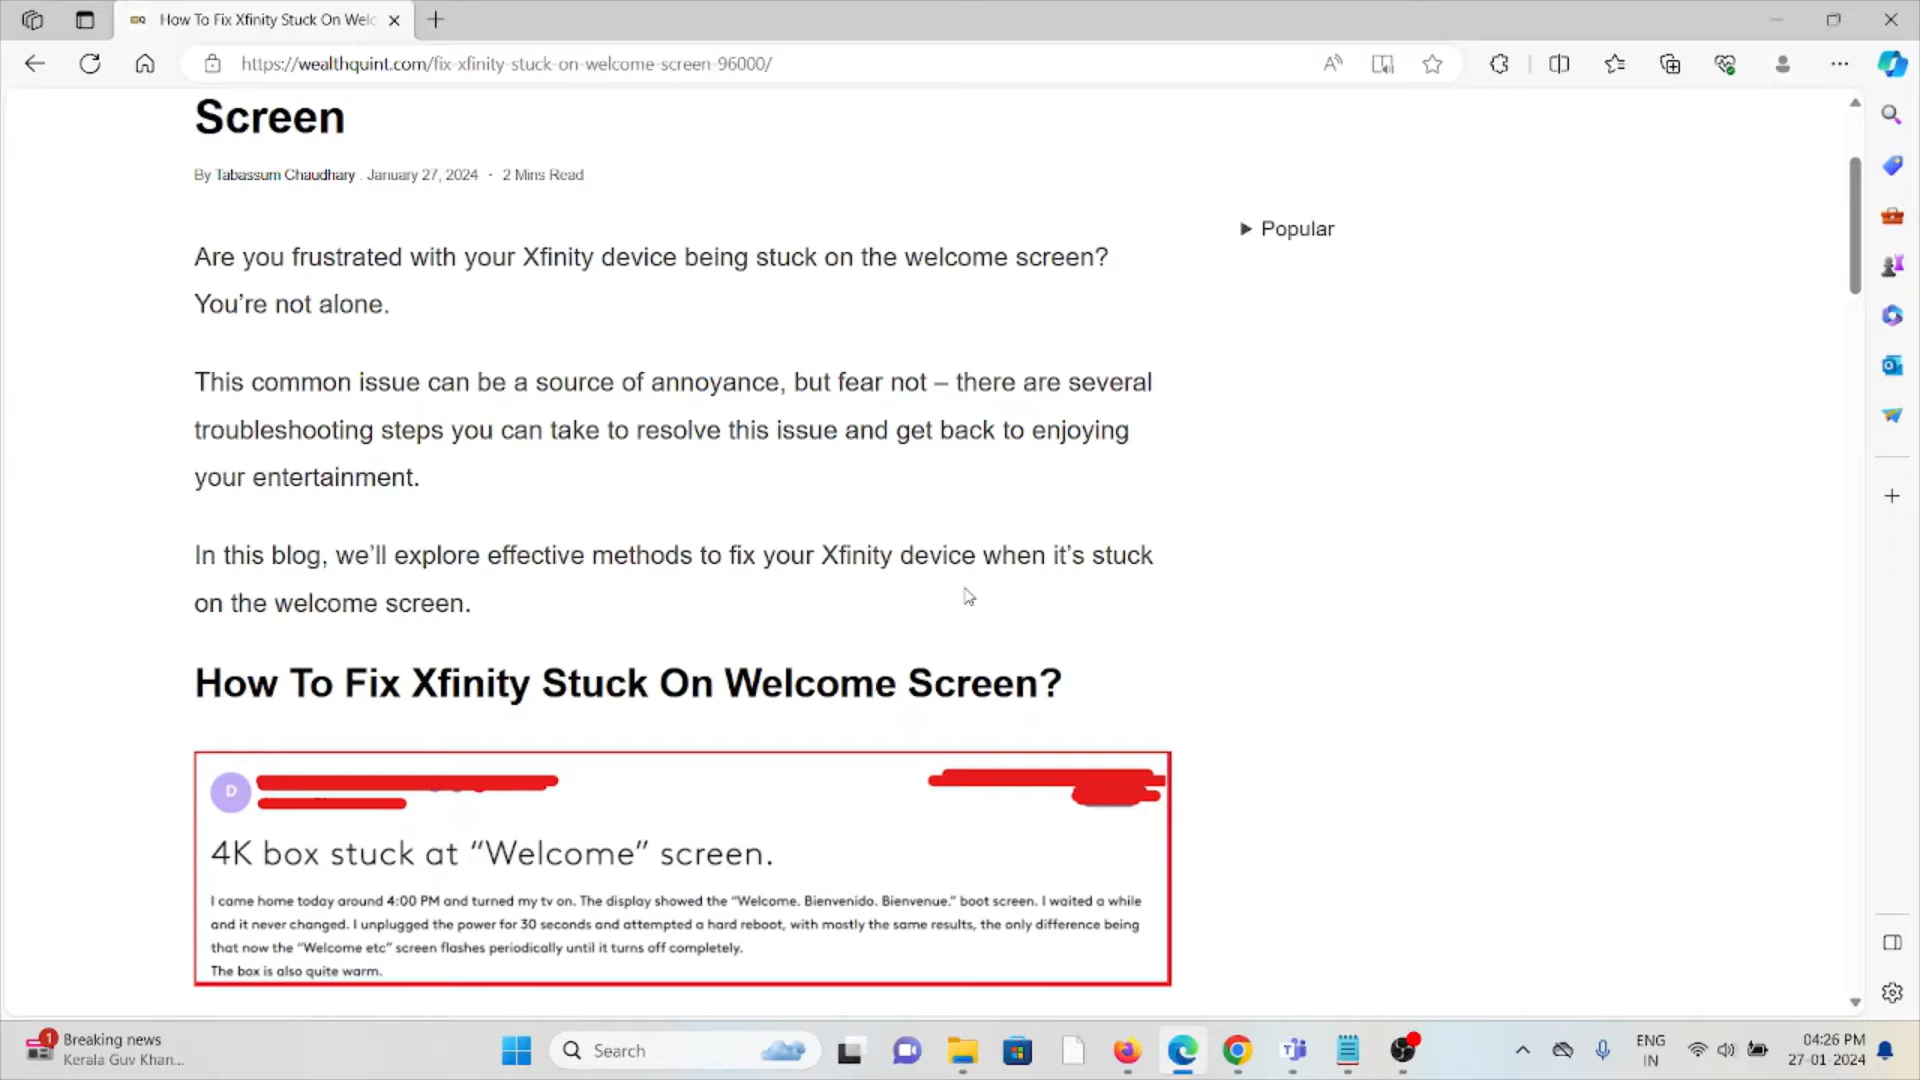 How To Fix Xfinity Stuck On Welc
https://wealthquint.com/fix-xfinity-stuck-on-welcome-screen-96000/
Screen
By Tabassum Chaudhary . January 27, 2024 - 2 Mins Read
Popular
Are you frustrated with your Xfinity device being stuck on the welcome screen?
You’re not alone.
This common issue can be a source of annoyance, but fear not – there are several
troubleshooting steps you can take to resolve this issue and get back to enjoying
your entertainment.
In this blog, we’ll explore effective methods to fix your Xfinity device when it’s stuck
on the welcome screen.
How To Fix Xfinity Stuck On Welcome Screen?
D
4K box stuck at “Welcome” screen.
I came home today around 4:00 PM and turned my tv on. The display showed the “Welcome. Bienvenido. Bienvenue.” boot screen. I waited a while
and it never changed. I unplugged the power for 30 seconds and attempted a hard reboot, with mostly the same results, the only difference being
that now the “Welcome etc” screen flashes periodically until it turns off completely.
The box is also quite warm.
1
Breaking news
Kerala Guv Khan...
Search
ENG
IN
04:26 PM
27-01-2024